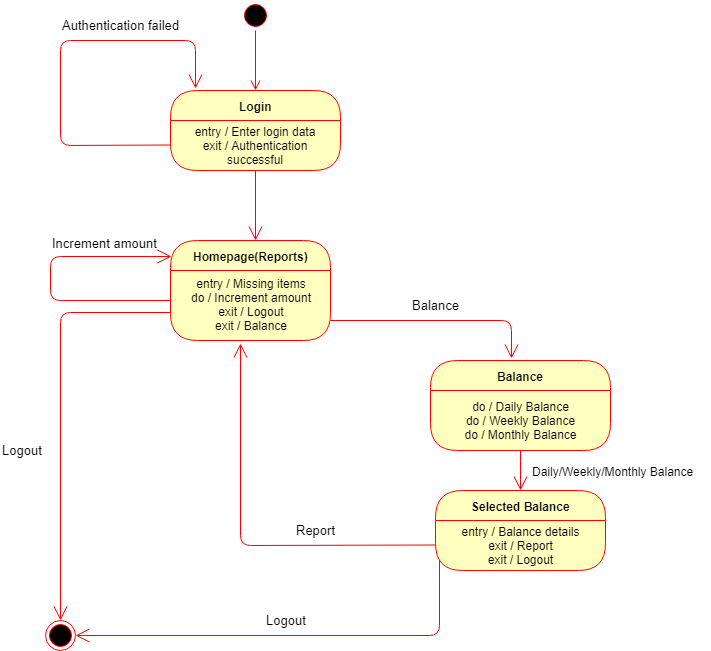 Authentication failed
Login
entry / Enter login data
exit / Authentication
successful
Increment amount
Homepage(Reports)
entry / Missing items
do / Increment amount
exit / Logout
exit / Balance
Balance
Balance
do / Daily Balance
do / Weekly Balance
do / Monthly Balance
Logout
Daily/Weekly/Monthly Balance
Selected Balance
entry / Balance details
exit / Report
exit / Logout
Report
Logout